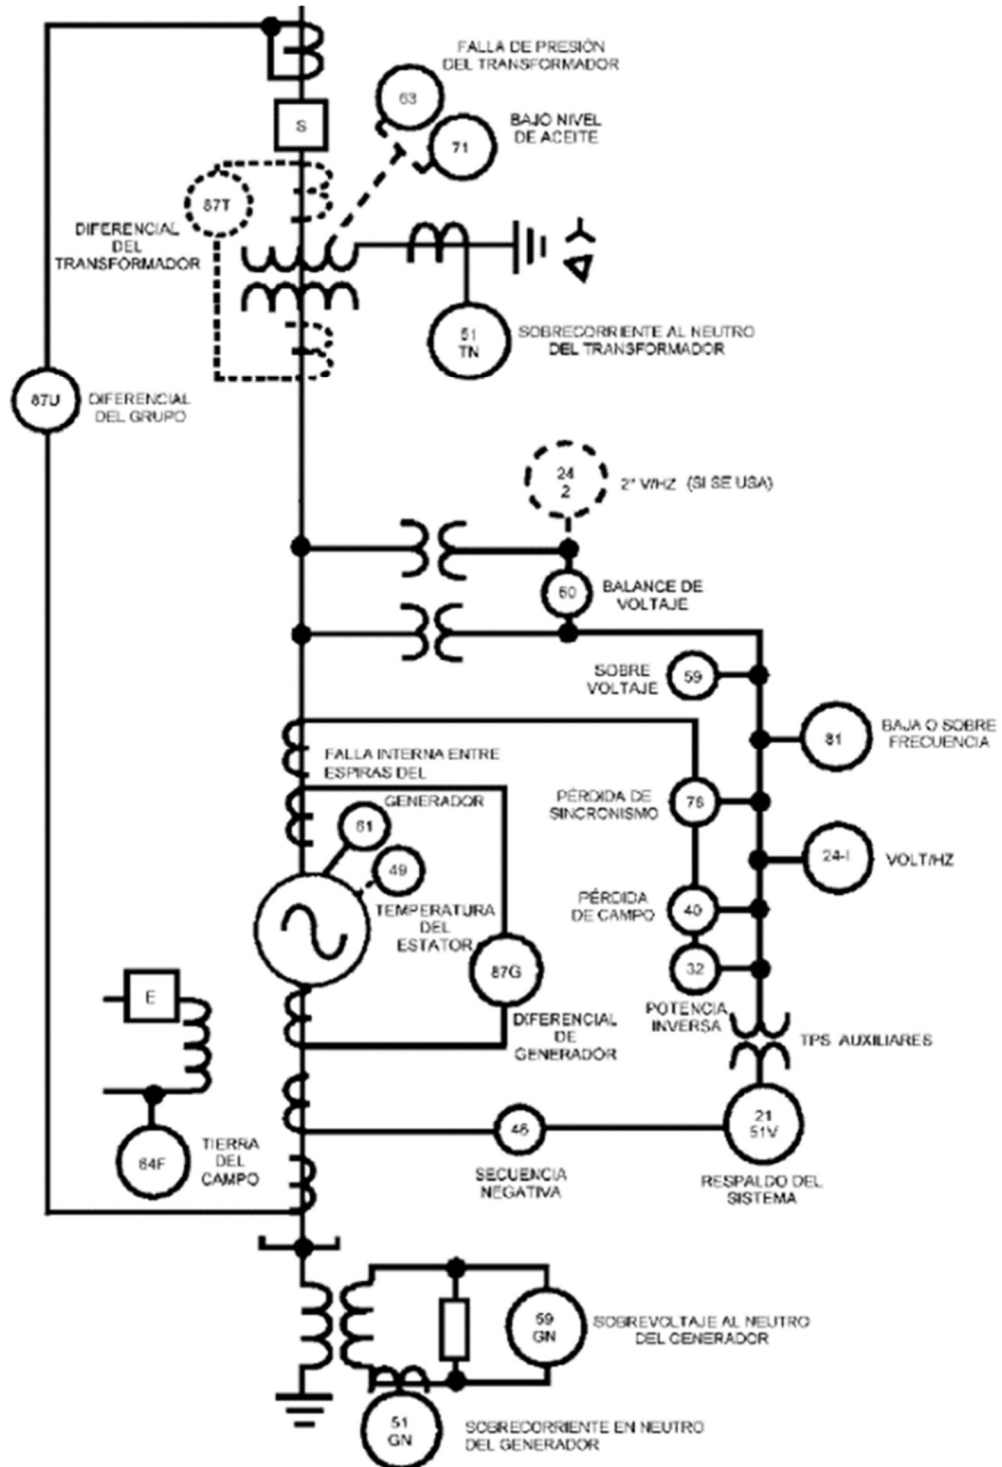 FALLA DE PRESIÓN
DEL TRANSFORMADOR
63
BAJO NIVEL
DE ACEITE
71
S
87T
DIFERENCIAL
DEL
TRANSFORMADOR
51
TN
SOBRECORRIENTE AL NEUTRO
DEL TRANSFORMADOR
87U
DIFERENCIAL
DEL GRUPO
24
2
2° V/HZ (SI SE USA)
60
BALANCE DE
VOLTAJE
SOBRE
VOLTAJE
59
81
BAJA O SOBRE
FRECUENCIA
FALLA INTERNA ENTRE
ESPIRAS DEL
GENERADOR
61
PÉRDIDA DE
SINCRONISMO
78
24-I
VOLT/HZ
49
TEMPERATURA
DEL
ESTATOR
PÉRDIDA
DE CAMPO
40
87G
DIFERENCIAL
DE
GENERADOR
32
POTENCIA
INVERSA
E
TPS AUXILIARES
64F
TIERRA
DEL
CAMPO
46
SECUENCIA
NEGATIVA
21
51V
RESPALDO DEL
SISTEMA
59
GN
SOBREVOLTAJE AL NEUTRO
DEL GENERADOR
51
GN
SOBRECORRIENTE EN NEUTRO
DEL GENERADOR